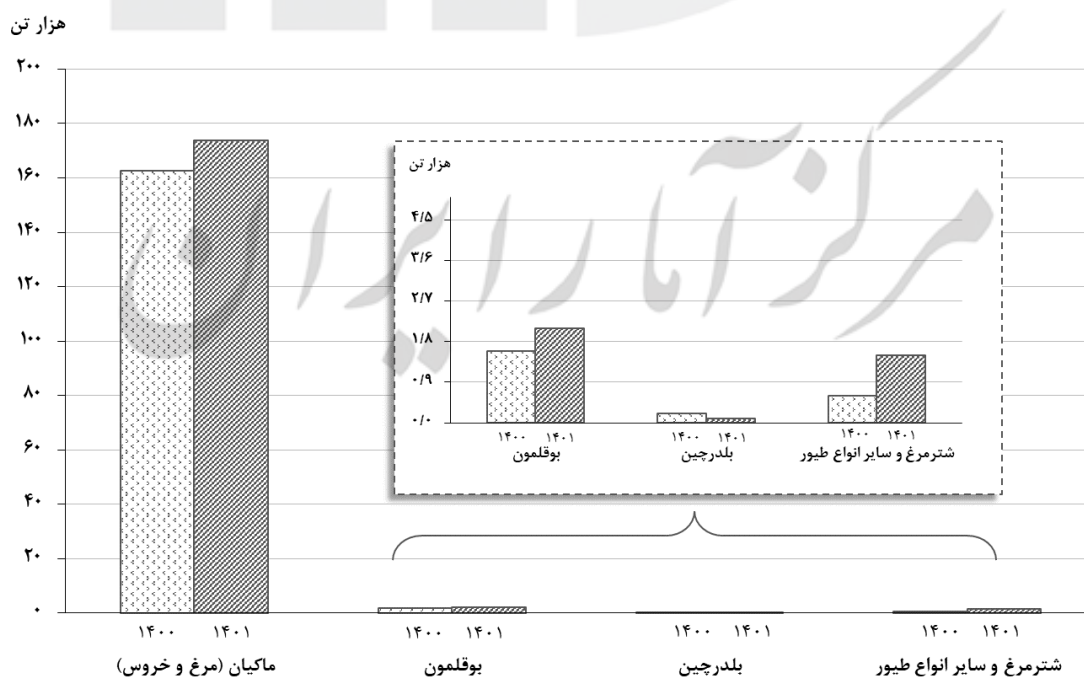 هزار تن
۲۰۰
۱۸۰
۱۶۰
۱۴۰
۱۲۰
۱۰۰
۸۰
۶۰
۴۰
۲۰
۰
مرکز آمار ایران
هزار تن
۴/۵
۳/۶
۲/۷
۱/۸
۰/۹
۰/۰
۱۴۰۰ ۱۴۰۱
بوقلمون
۱۴۰۰ ۱۴۰۱
بلدرچین
۱۴۰۰ ۱۴۰۱
شترمرغ و سایر انواع طیور
۱۴۰۰ ۱۴۰۱
ماکیان (مرغ و خروس)
۱۴۰۰ ۱۴۰۱
بوقلمون
۱۴۰۰ ۱۴۰۱
بلدرچین
۱۴۰۰ ۱۴۰۱
شترمرغ و سایر انواع طیور